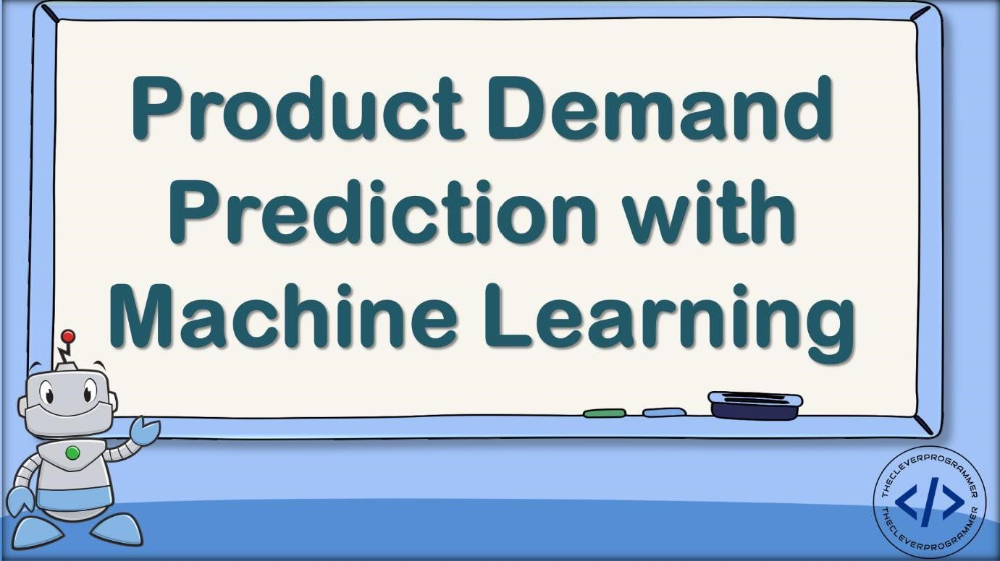 Product Demand
Prediction with
Machine Learning
THECLEVERPROGRAMMER
</>
THECLEVERPROGRAMMER